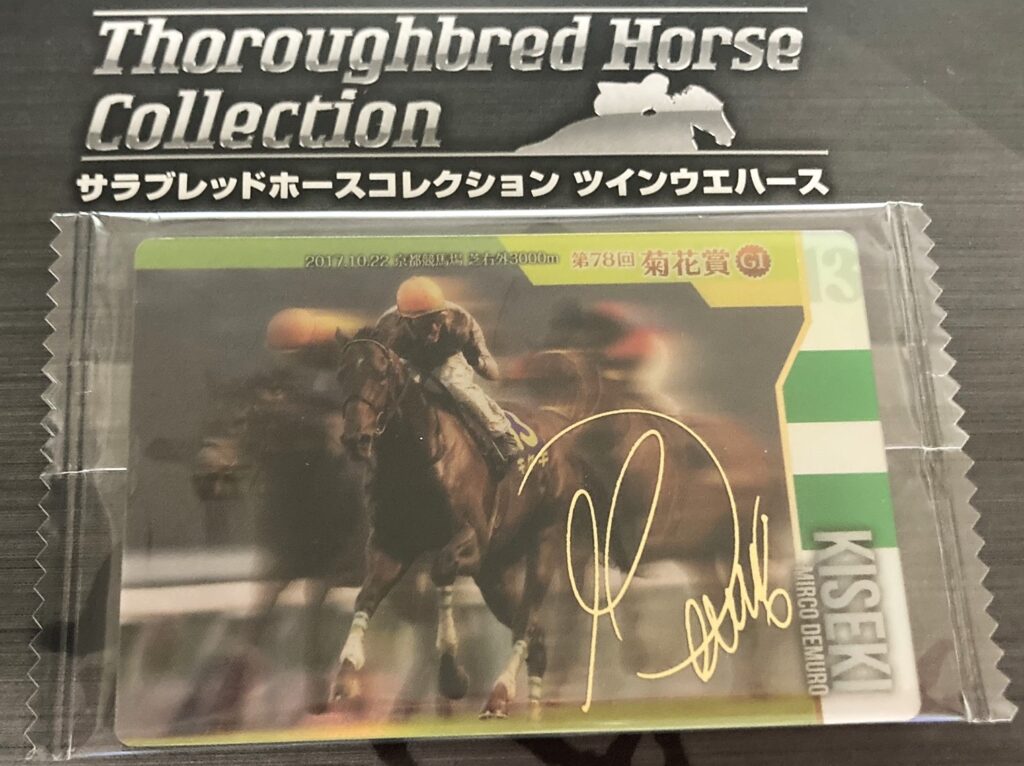 Thoroughbred Horse
Collection
サラブレッドホースコレクション ツインウエハース
2017.10.22 京都競馬場 芝右外3000m 第78回 菊花賞 GI
13
KISEKI
MIRCO DEMURO